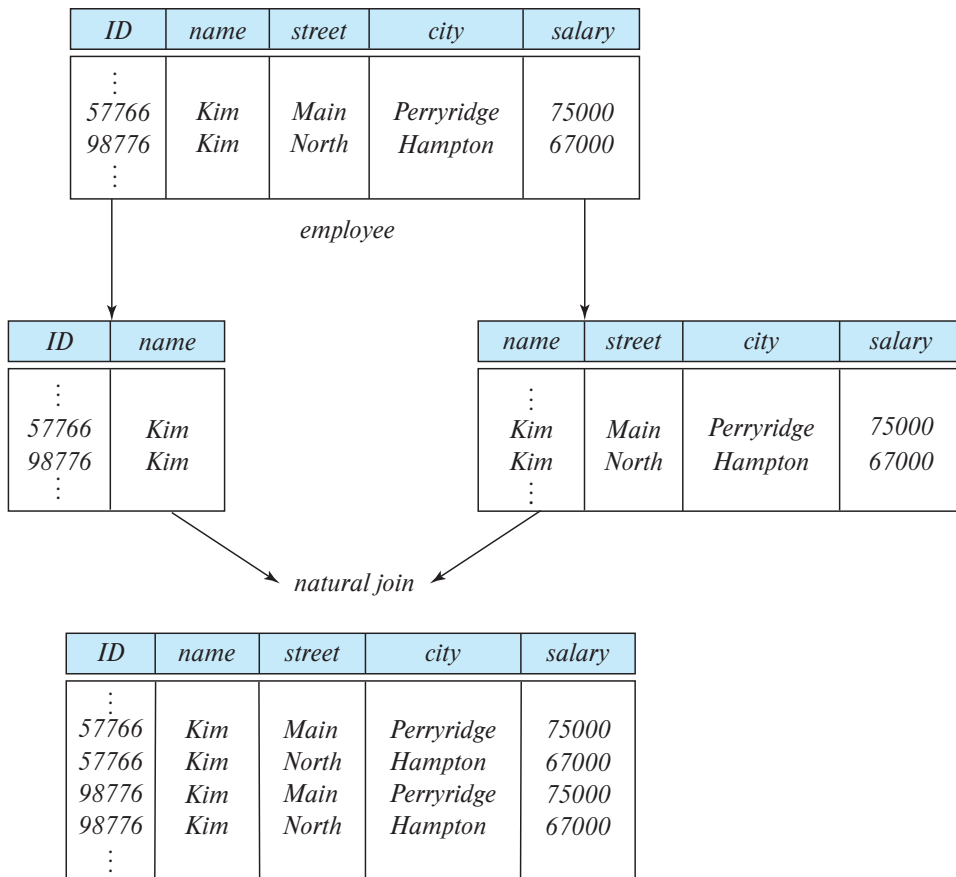 ID name street city salary
⋮
57766 Kim Main Perryridge 75000
98776 Kim North Hampton 67000
⋮
employee
ID name
⋮
57766 Kim
98776 Kim
⋮
name street city salary
⋮
Kim Main Perryridge 75000
Kim North Hampton 67000
⋮
natural join
ID name street city salary
⋮
57766 Kim Main Perryridge 75000
57766 Kim North Hampton 67000
98776 Kim Main Perryridge 75000
98776 Kim North Hampton 67000
⋮